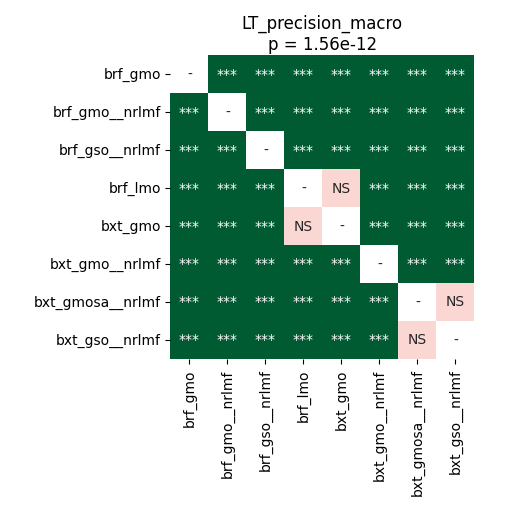 LT_precision_macro
p = 1.56e-12
brf_gmo - *** *** *** *** *** *** ***
brf_gmo__nrlmf *** - *** *** *** *** *** ***
brf_gso__nrlmf *** *** - *** *** *** *** ***
brf_lmo *** *** *** - NS *** *** ***
bxt_gmo *** *** *** NS - *** *** ***
bxt_gmo__nrlmf *** *** *** *** *** - *** ***
bxt_gmosa__nrlmf *** *** *** *** *** *** - NS
bxt_gso__nrlmf *** *** *** *** *** *** NS -
brf_gmo
brf_gmo__nrlmf
brf_gso__nrlmf
brf_lmo
bxt_gmo
bxt_gmo__nrlmf
bxt_gmosa__nrlmf
bxt_gso__nrlmf